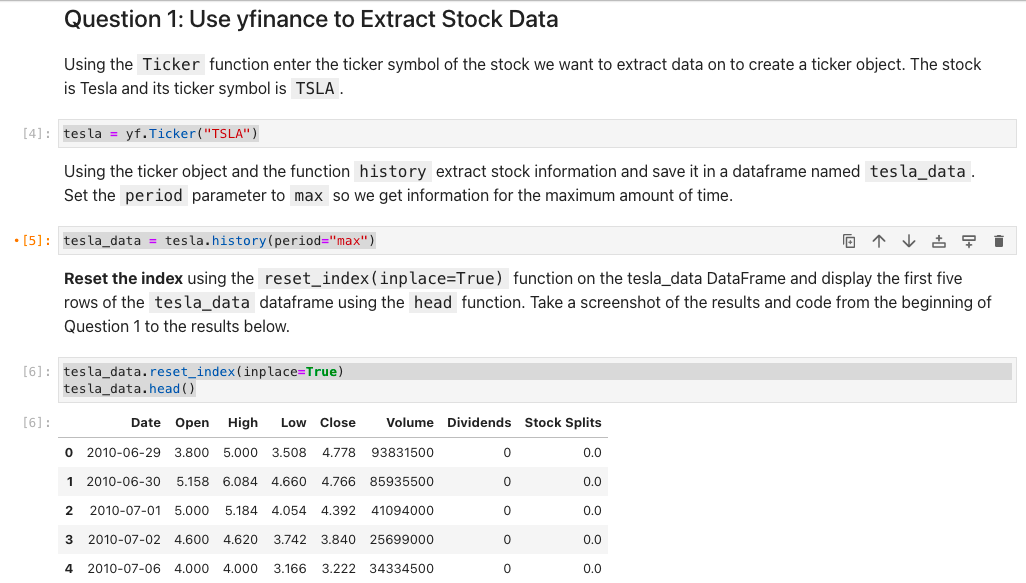 Question 1: Use yfinance to Extract Stock Data
Using the Ticker function enter the ticker symbol of the stock we want to extract data on to create a ticker object. The stock
is Tesla and its ticker symbol is TSLA .
[4]: tesla = yf.Ticker("TSLA")
Using the ticker object and the function history extract stock information and save it in a dataframe named tesla_data .
Set the period parameter to max so we get information for the maximum amount of time.
•[5]: tesla_data = tesla.history(period="max")
Reset the index using the reset_index(inplace=True) function on the tesla_data DataFrame and display the first five
rows of the tesla_data dataframe using the head function. Take a screenshot of the results and code from the beginning of
Question 1 to the results below.
[6]: tesla_data.reset_index(inplace=True)
tesla_data.head()
[6]: Date Open High Low Close Volume Dividends Stock Splits
0 2010-06-29 3.800 5.000 3.508 4.778 93831500 0 0.0
1 2010-06-30 5.158 6.084 4.660 4.766 85935500 0 0.0
2 2010-07-01 5.000 5.184 4.054 4.392 41094000 0 0.0
3 2010-07-02 4.600 4.620 3.742 3.840 25699000 0 0.0
4 2010-07-06 4.000 4.000 3.166 3.222 34334500 0 0.0